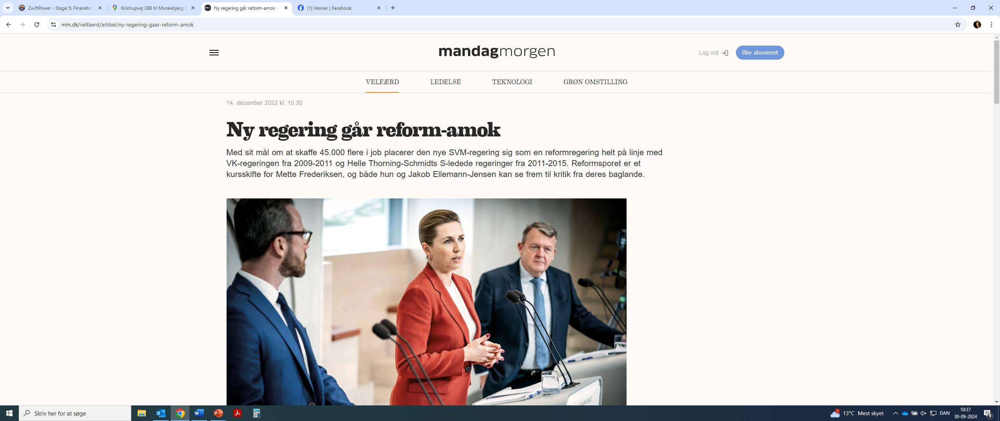 ZwiftPower - Stage 5: Pinarello
Kristrupvej 38B til Munkebjerg
Ny regering går reform-amok -
(1) Venner | Facebook
mm.dk/velfaerd/artikel/ny-regering-gaar-reform-amok
mandagmorgen
Log ind
Bliv abonnent
VELFÆRD
LEDELSE
TEKNOLOGI
GRØN OMSTILLING
14. december 2022 kl. 15.30
Ny regering går reform-amok
Med sit mål om at skaffe 45.000 flere i job placerer den nye SVM-regering sig som en reformregering helt på linje med
VK-regeringen fra 2009-2011 og Helle Thorning-Schmidts S-ledede regeringer fra 2011-2015. Reformsporet er et
kursskifte for Mette Frederiksen, og både hun og Jakob Ellemann-Jensen kan se frem til kritik fra deres baglande.
Skriv her for at søge
1
13°C Mest skyet
DAN
10:37
30-09-2024
9